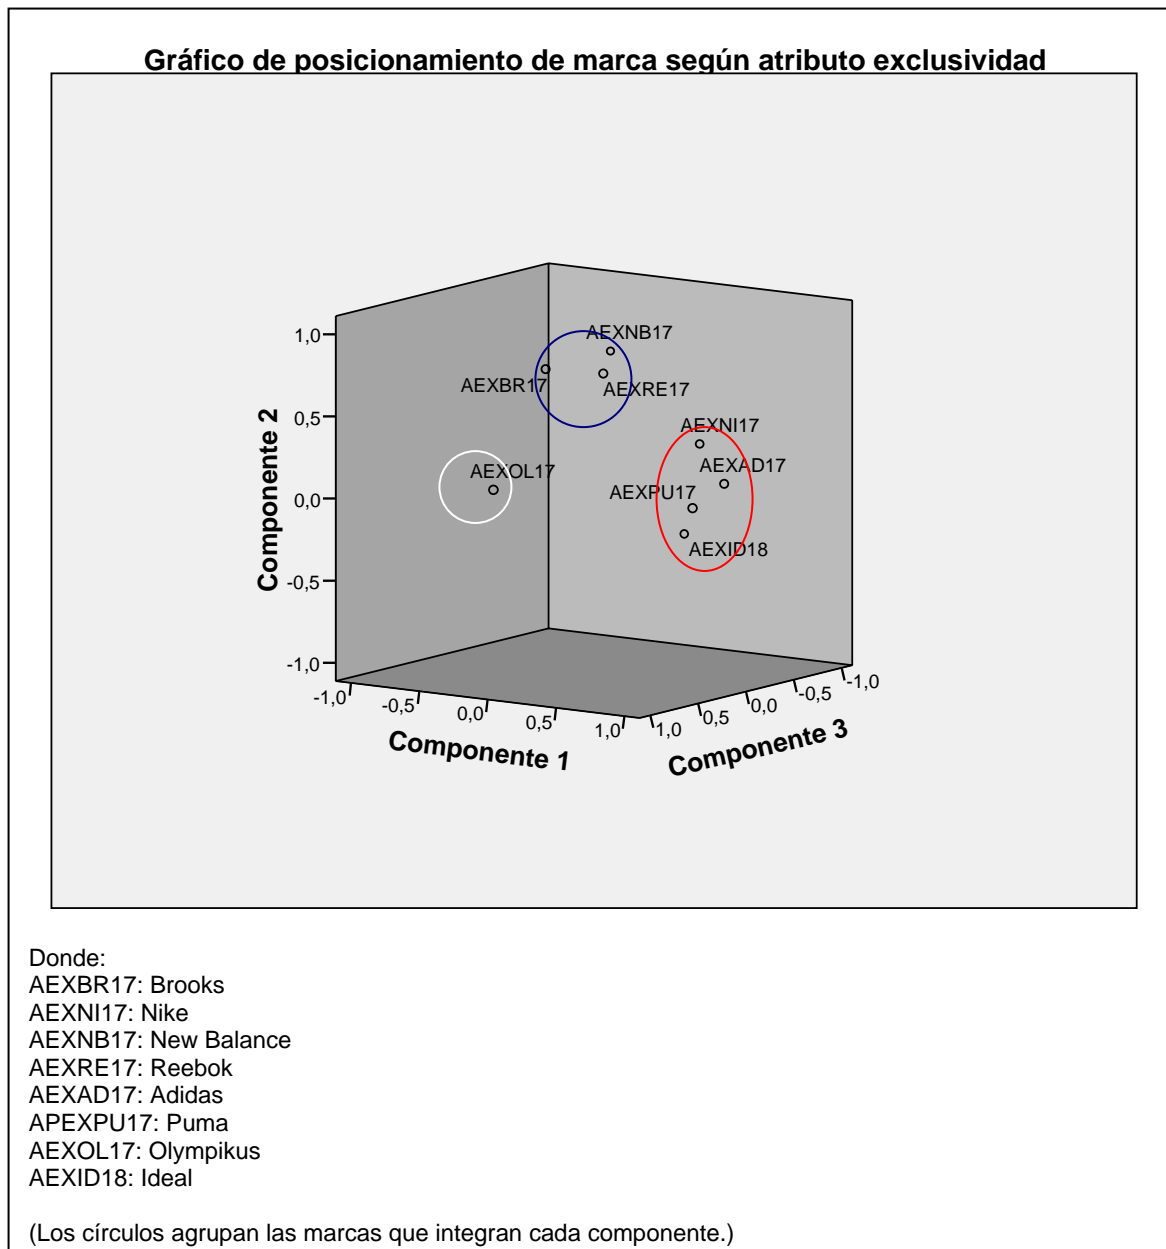 Gráfico de posicionamiento de marca según atributo exclusividad
AEXNB17
AEXBR17
AEXRE17
AEXNI17
AEXOL17
AEXAD17
AEXPU17
AEXID18
Componente 2
1,0
0,5
0,0
-0,5
-1,0
-1,0
-0,5
0,0
0,5
1,0
Componente 1
1,0
0,5
0,0
-0,5
-1,0
Componente 3
Donde:
AEXBR17: Brooks
AEXNI17: Nike
AEXNB17: New Balance
AEXRE17: Reebok
AEXAD17: Adidas
APEXPU17: Puma
AEXOL17: Olympikus
AEXID18: Ideal
(Los círculos agrupan las marcas que integran cada componente.)